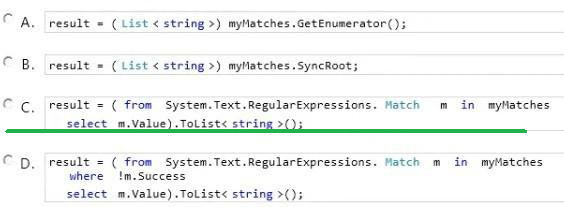 A. result = ( List < string >) myMatches.GetEnumerator();
B. result = ( List < string >) myMatches.SyncRoot;
C. result = ( from System.Text.RegularExpressions. Match m in myMatches
select m.Value).ToList< string >();
D. result = ( from System.Text.RegularExpressions. Match m in myMatches
where !m.Success
select m.Value).ToList< string >();